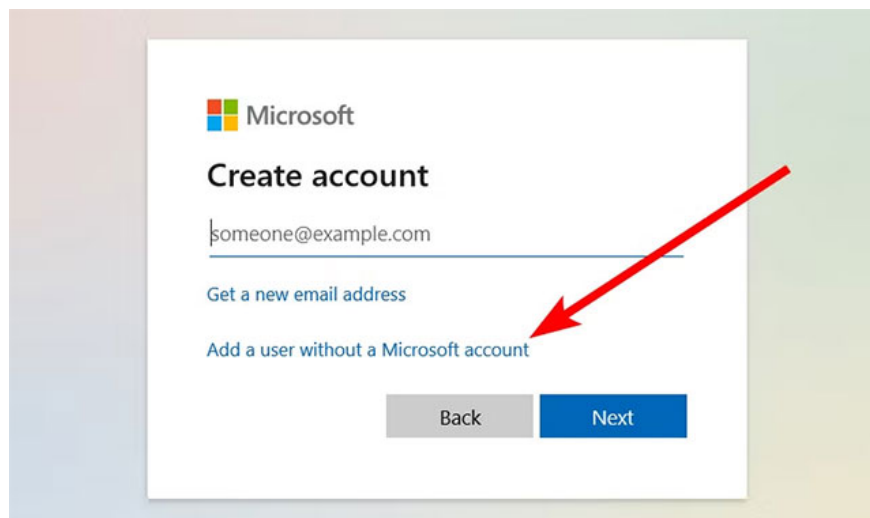 Microsoft
Create account
someone@example.com
Get a new email address
Add a user without a Microsoft account
Back
Next